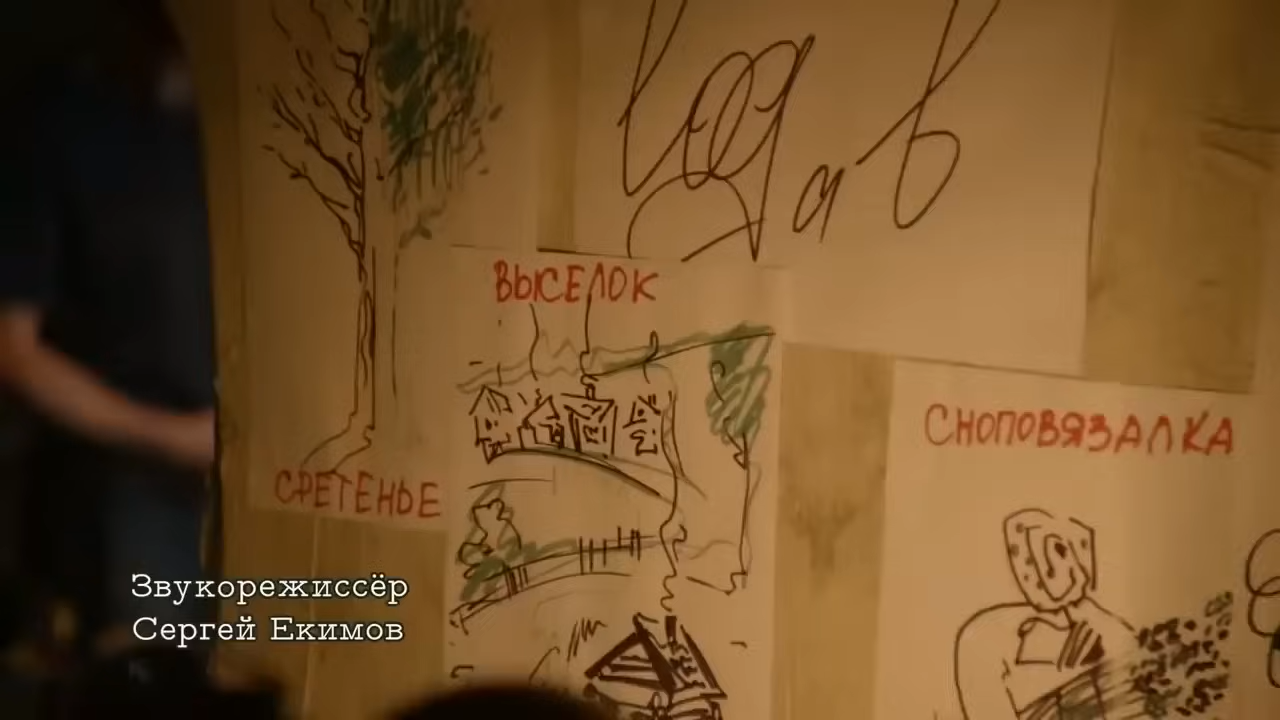 ВЫСЕЛОК
СНОПОВЯЗАЛКА
СРЕТЕНЬЕ
Звукорежиссёр
Сергей Екимов